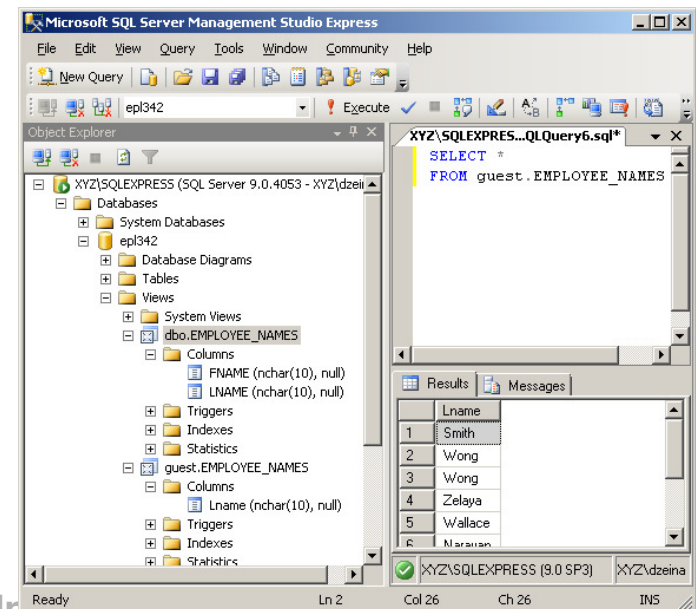 Microsoft SQL Server Management Studio Express
File Edit View Query Tools Window Community Help
New Query
epl342 Execute
Object Explorer
XYZ\SQLEXPRESS (SQL Server 9.0.4053 - XYZ\dzei
Databases
System Databases
epl342
Database Diagrams
Tables
Views
System Views
dbo.EMPLOYEE_NAMES
Columns
FNAME (nchar(10), null)
LNAME (nchar(10), null)
Triggers
Indexes
Statistics
guest.EMPLOYEE_NAMES
Columns
Lname (nchar(10), null)
Triggers
Indexes
Statistics
XYZ\SQLEXPRES...QLQuery6.sql*
SELECT *
FROM guest.EMPLOYEE_NAMES
Results Messages
Lname
1 Smith
2 Wong
3 Wong
4 Zelaya
5 Wallace
6 Narayan
XYZ\SQLEXPRESS (9.0 SP3) XYZ\dzeina
Ready Ln 2 Col 26 Ch 26 INS